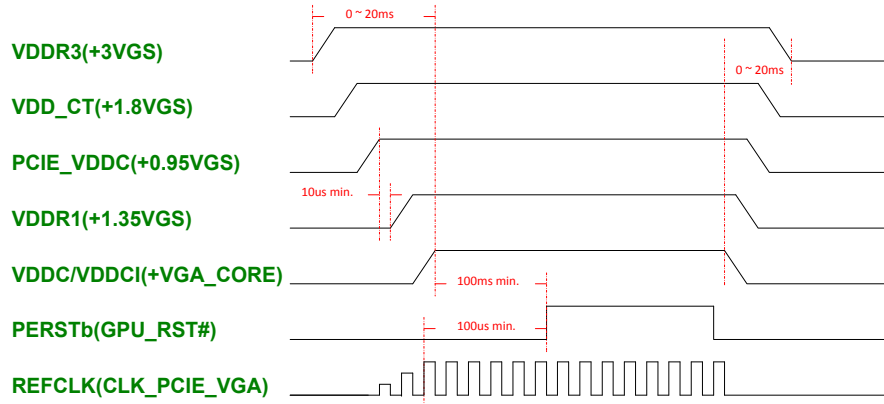 0 ~ 20ms
VDDR3(+3VGS)
0 ~ 20ms
VDD_CT(+1.8VGS)
PCIE_VDDC(+0.95VGS)
10us min.
VDDR1(+1.35VGS)
VDDC/VDDCI(+VGA_CORE)
100ms min.
PERSTb(GPU_RST#)
100us min.
REFCLK(CLK_PCIE_VGA)